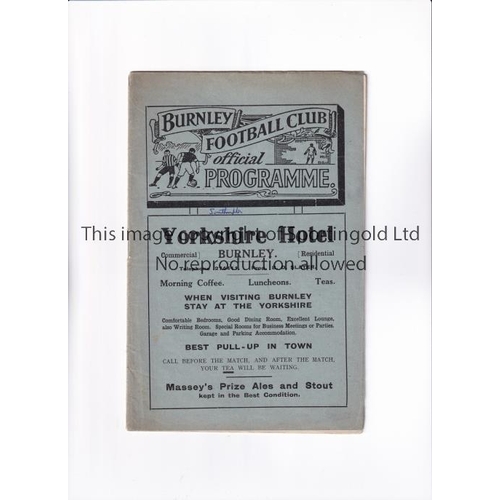 BURNLEY
FOOTBALL CLUB
official
PROGRAMME.
Southampton
This image is copyright of Sportingold Ltd
No reproduction allowed
Yorkshire Hotel
Commercial] BURNLEY. [Residential
Morning Coffee. Luncheons. Teas.
WHEN VISITING BURNLEY
STAY AT THE YORKSHIRE
Comfortable Bedrooms, Good Dining Room, Excellent Lounge,
also Writing Room. Special Rooms for Business Meetings or Parties.
Garage and Parking Accommodation.
BEST PULL-UP IN TOWN
CALL BEFORE THE MATCH, AND AFTER THE MATCH,
YOUR TEA WILL BE WAITING.
Massey's Prize Ales and Stout
kept in the Best Condition.